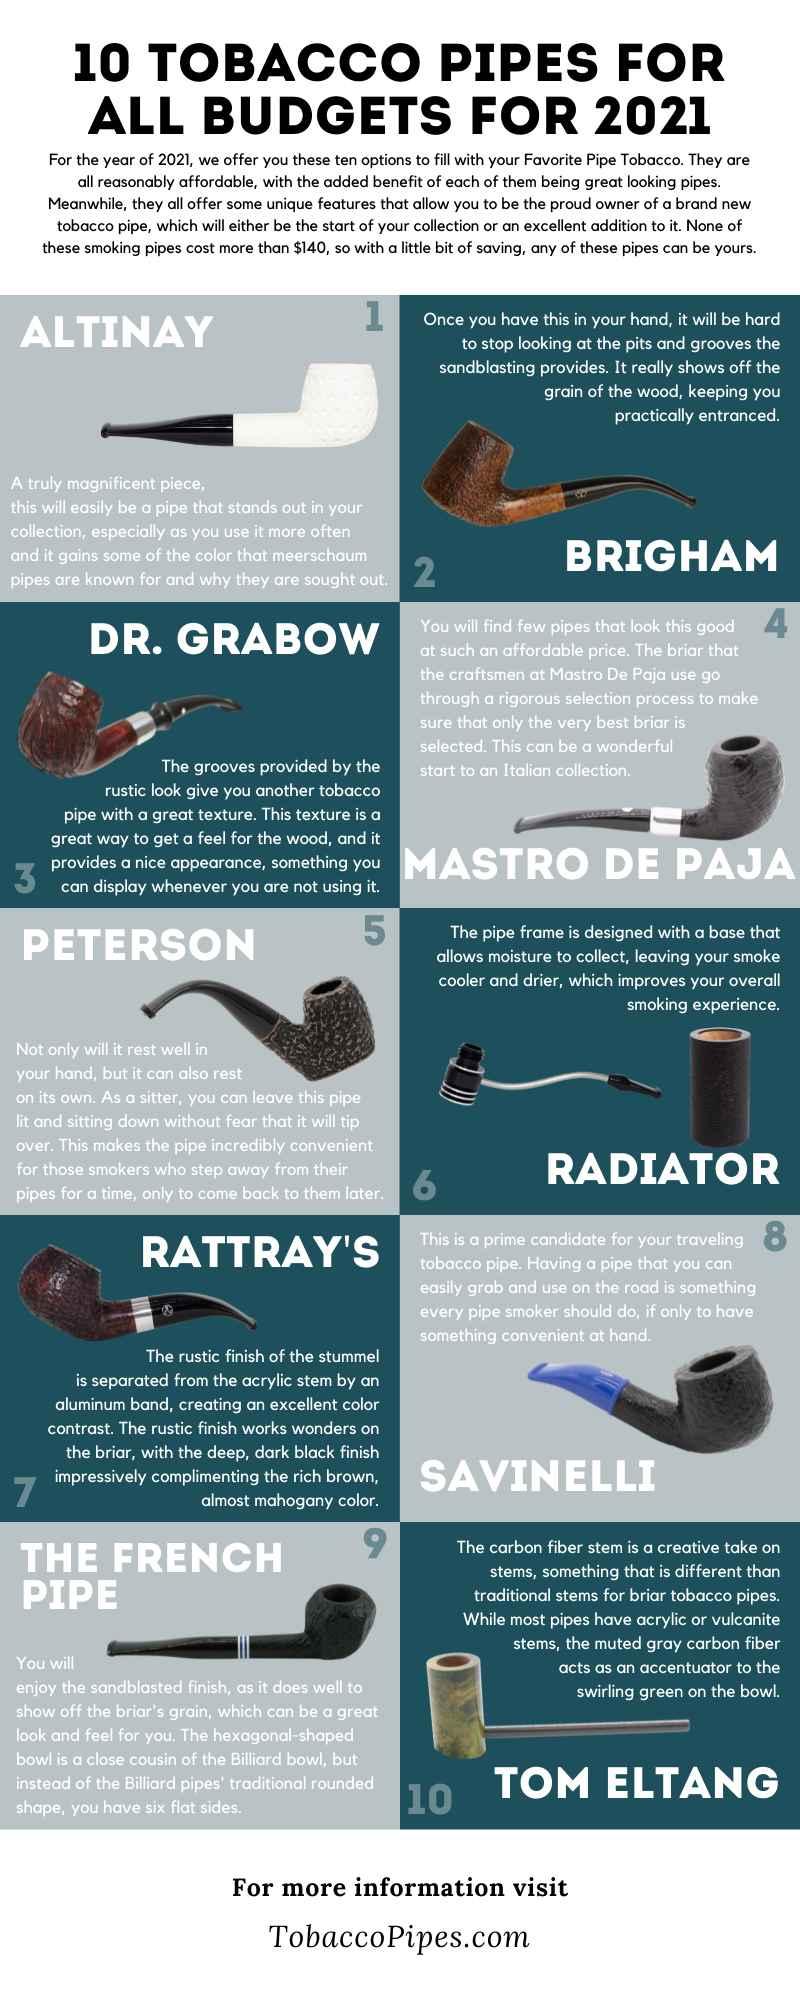 10 TOBACCO PIPES FOR
ALL BUDGETS FOR 2021
For the year of 2021, we offer you these ten options to fill with your Favorite Pipe Tobacco. They are
all reasonably affordable, with the added benefit of each of them being great looking pipes.
Meanwhile, they all offer some unique features that allow you to be the proud owner of a brand new
tobacco pipe, which will either be the start of your collection or an excellent addition to it. None of
these smoking pipes cost more than $140, so with a little bit of saving, any of these pipes can be yours.
1
ALTINAY
A truly magnificent piece,
this will easily be a pipe that stands out in your
collection, especially as you use it more often
and it gains some of the color that meerschaum
pipes are known for and why they are sought out.
Once you have this in your hand, it will be hard
to stop looking at the pits and grooves the
sandblasting provides. It really shows off the
grain of the wood, keeping you
practically entranced.
BRIGHAM
2
DR. GRABOW
The grooves provided by the
rustic look give you another tobacco
pipe with a great texture. This texture is a
great way to get a feel for the wood, and it
provides a nice appearance, something you
can display whenever you are not using it.
3
4
You will find few pipes that look this good
at such an affordable price. The briar that
the craftsmen at Mastro De Paja use go
through a rigorous selection process to make
sure that only the very best briar is
selected. This can be a wonderful
start to an Italian collection.
MASTRO DE PAJA
5
PETERSON
Not only will it rest well in
your hand, but it can also rest
on its own. As a sitter, you can leave this pipe
lit and sitting down without fear that it will tip
over. This makes the pipe incredibly convenient
for those smokers who step away from their
pipes for a time, only to come back to them later.
The pipe frame is designed with a base that
allows moisture to collect, leaving your smoke
cooler and drier, which improves your overall
smoking experience.
RADIATOR
6
RATTRAY'S
The rustic finish of the stummel
is separated from the acrylic stem by an
aluminum band, creating an excellent color
contrast. The rustic finish works wonders on
the briar, with the deep, dark black finish
impressively complimenting the rich brown,
almost mahogany color.
7
8
This is a prime candidate for your traveling
tobacco pipe. Having a pipe that you can
easily grab and use on the road is something
every pipe smoker should do, if only to have
something convenient at hand.
SAVINELLI
9
THE FRENCH
PIPE
You will
enjoy the sandblasted finish, as it does well to
show off the briar's grain, which can be a great
look and feel for you. The hexagonal-shaped
bowl is a close cousin of the Billiard bowl, but
instead of the Billiard pipes' traditional rounded
shape, you have six flat sides.
The carbon fiber stem is a creative take on
stems, something that is different than
traditional stems for briar tobacco pipes.
While most pipes have acrylic or vulcanite
stems, the muted gray carbon fiber
acts as an accentuator to the
swirling green on the bowl.
TOM ELTANG
10
For more information visit
TobaccoPipes.com